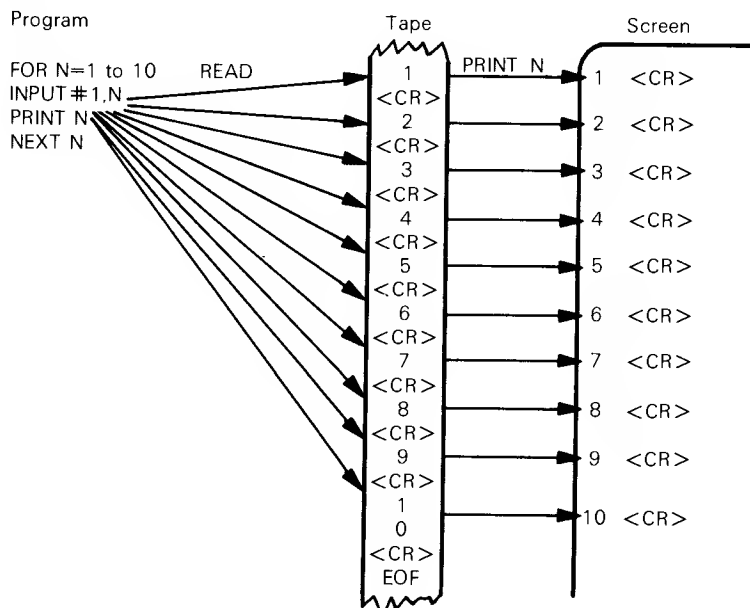 Program
Tape
Screen
FOR N=1 to 10
INPUT #1,N
PRINT N
NEXT N
READ
PRINT N
1
<CR>
2
<CR>
3
<CR>
4
<CR>
5
<CR>
6
<CR>
7
<CR>
8
<CR>
9
<CR>
1
0
<CR>
EOF
1 <CR>
2 <CR>
3 <CR>
4 <CR>
5 <CR>
6 <CR>
7 <CR>
8 <CR>
9 <CR>
10 <CR>